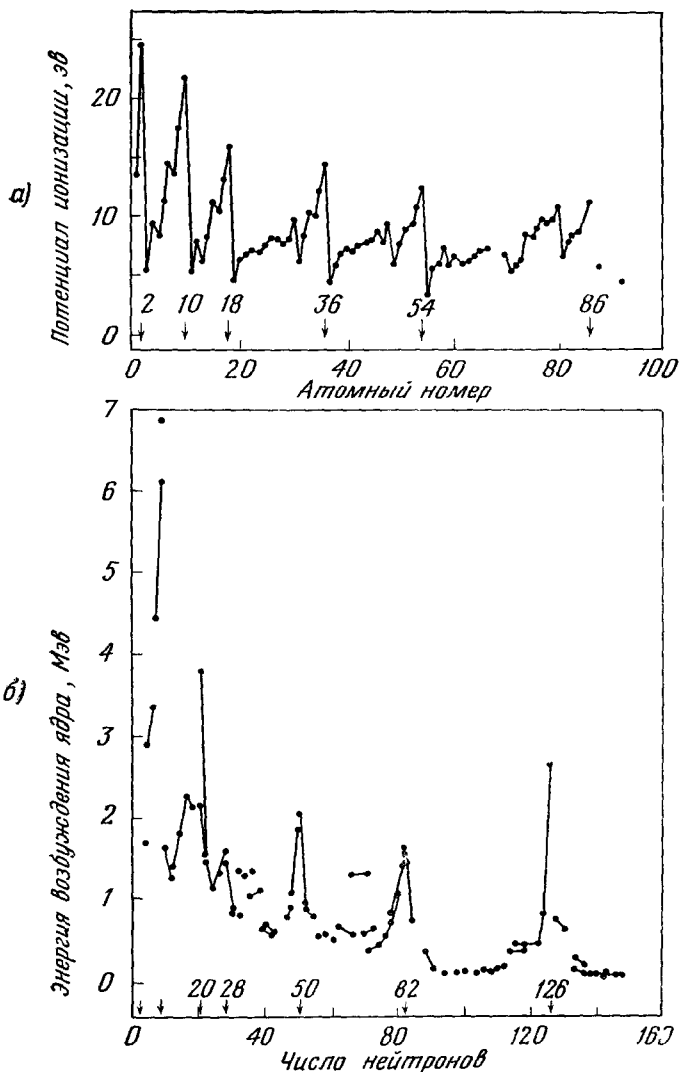 а)
Потенциал ионизации, эв
20
10
0
2 10 18 36 54 86
0 20 40 60 80 100
Атомный номер
б)
Энергия возбуждения ядра, Мэв
7
6
5
4
3
2
1
0
20 28 50 82 126
0 40 80 120 160
Число нейтронов